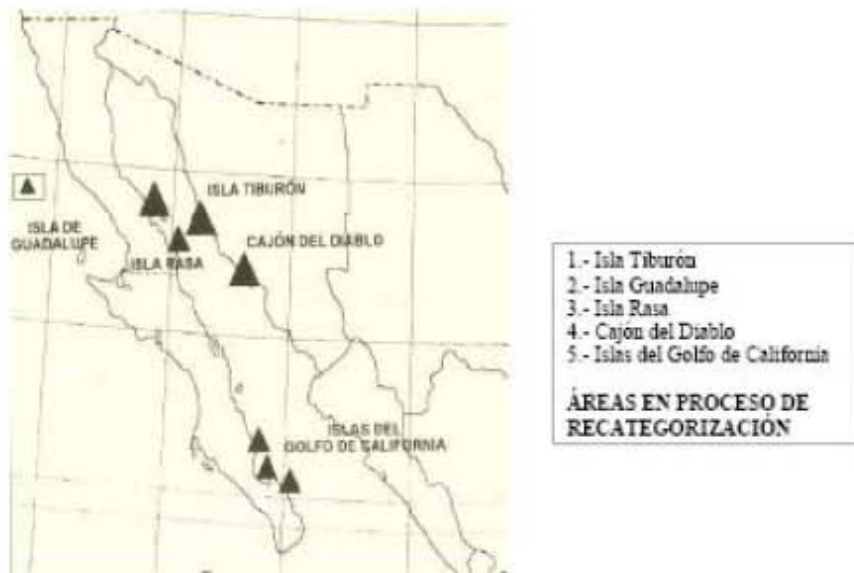 ISLA TIBURÓN
ISLA DE
GUADALUPE
CAJÓN DEL DIABLO
ISLA RASA
ISLAS DEL
GOLFO DE CALIFORNIA
1.- Isla Tiburón
2.- Isla Guadalupe
3.- Isla Rasa
4.- Cajón del Diablo
5.- Islas del Golfo de California
ÁREAS EN PROCESO DE
RECATEGORIZACIÓN